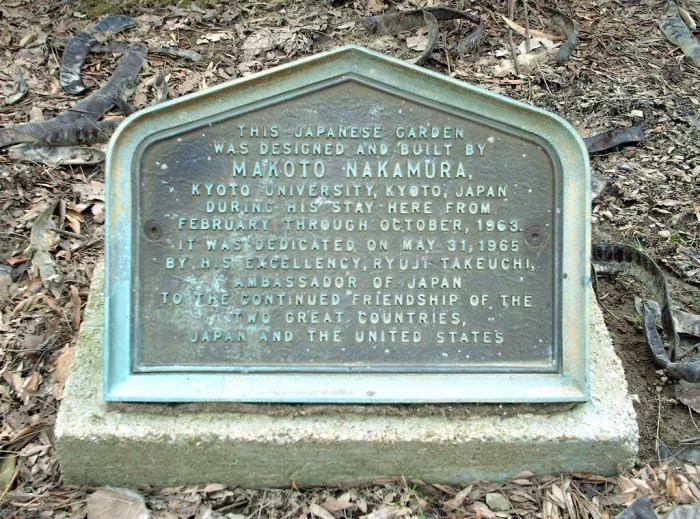 THIS JAPANESE GARDEN
WAS DESIGNED AND BUILT BY
MAKOTO NAKAMURA,
KYOTO UNIVERSITY, KYOTO, JAPAN
DURING HIS STAY HERE FROM
FEBRUARY THROUGH OCTOBER, 1963.
IT WAS DEDICATED ON MAY 31, 1965
BY HIS EXCELLENCY, RYUJI TAKEUCHI,
AMBASSADOR OF JAPAN
TO THE CONTINUED FRIENDSHIP OF THE
TWO GREAT COUNTRIES,
JAPAN AND THE UNITED STATES